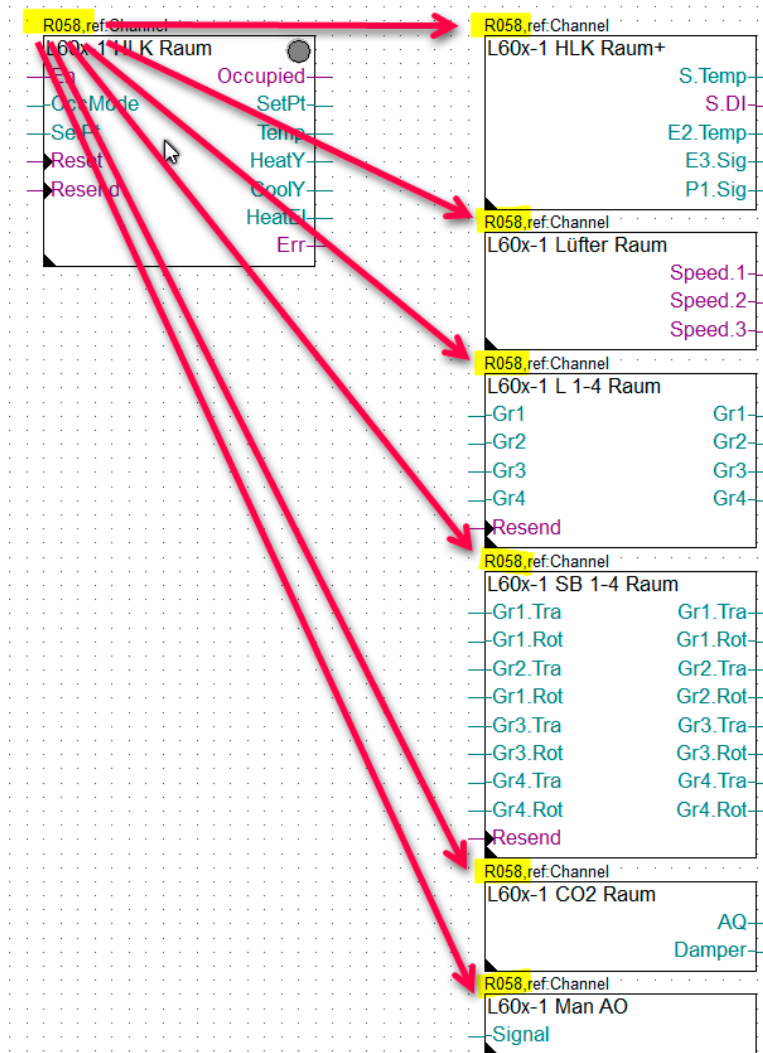 R058,ref:Channel
L60x-1 HLK Raum
En
OccMode
SetPt
Reset
Resend
Occupied
SetPt
Temp
HeatY
CoolY
HeatEl
Err
R058,ref:Channel
L60x-1 HLK Raum+
S.Temp
S.DI
E2.Temp
E3.Sig
P1.Sig
R058,ref:Channel
L60x-1 Lüfter Raum
Speed.1
Speed.2
Speed.3
R058,ref:Channel
L60x-1 L 1-4 Raum
Gr1 Gr1
Gr2 Gr2
Gr3 Gr3
Gr4 Gr4
Resend
R058,ref:Channel
L60x-1 SB 1-4 Raum
Gr1.Tra Gr1.Tra
Gr1.Rot Gr1.Rot
Gr2.Tra Gr2.Tra
Gr1.Rot Gr2.Rot
Gr3.Tra Gr3.Tra
Gr3.Rot Gr3.Rot
Gr4.Tra Gr4.Tra
Gr4.Rot Gr4.Rot
Resend
R058,ref:Channel
L60x-1 CO2 Raum
AQ
Damper
R058,ref:Channel
L60x-1 Man AO
Signal